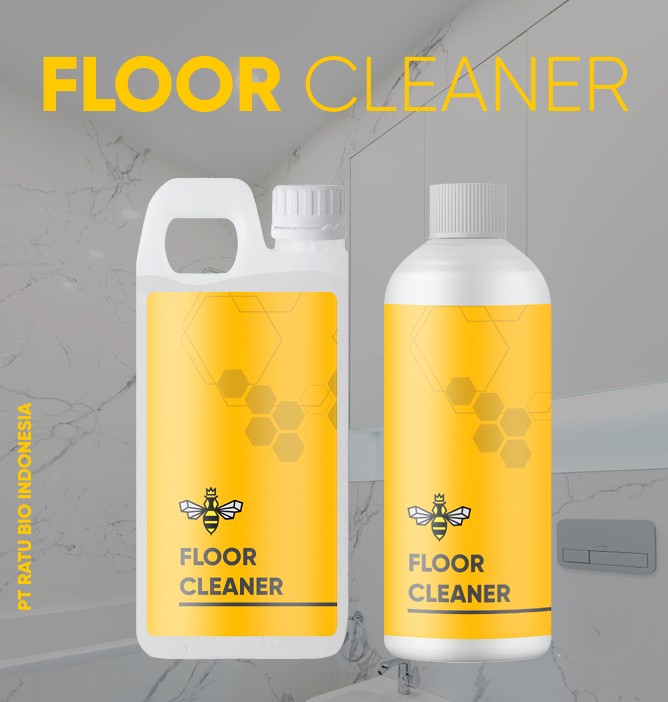 FLOOR CLEANER
PT RATU BIO INDONESIA
FLOOR
CLEANER
FLOOR
CLEANER